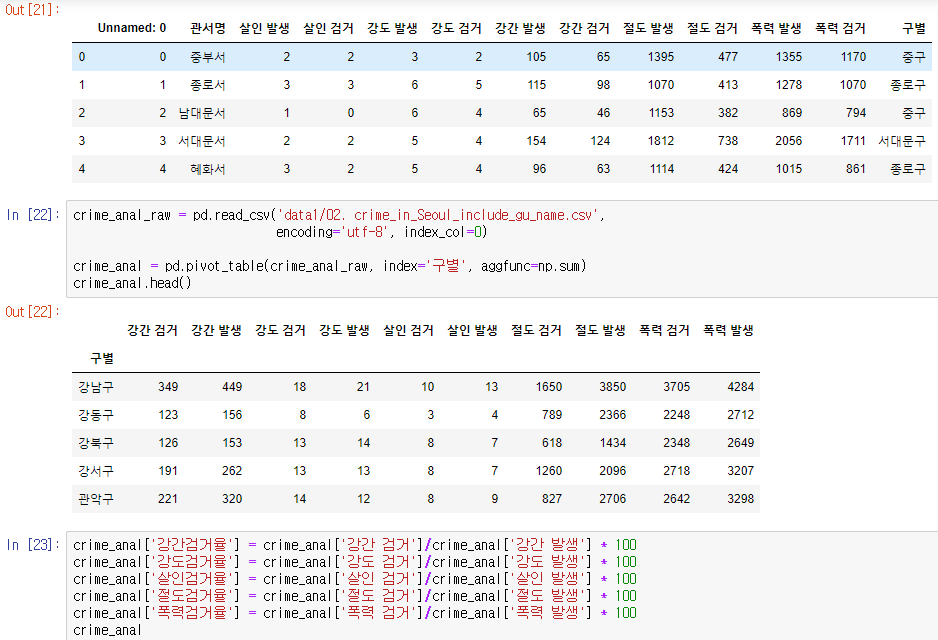 Out[21]:
Unnamed: 0 관서명 살인 발생 살인 검거 강도 발생 강도 검거 강간 발생 강간 검거 절도 발생 절도 검거 폭력 발생 폭력 검거 구별
0 0 중부서 2 2 3 2 105 65 1395 477 1355 1170 중구
1 1 종로서 3 3 6 5 115 98 1070 413 1278 1070 종로구
2 2 남대문서 1 0 6 4 65 46 1153 382 869 794 중구
3 3 서대문서 2 2 5 4 154 124 1812 738 2056 1711 서대문구
4 4 혜화서 3 2 5 4 96 63 1114 424 1015 861 종로구
In [22]: crime_anal_raw = pd.read_csv('data1/02. crime_in_Seoul_include_gu_name.csv',
encoding='utf-8', index_col=0)
crime_anal = pd.pivot_table(crime_anal_raw, index='구별', aggfunc=np.sum)
crime_anal.head()
Out[22]:
강간 검거 강간 발생 강도 검거 강도 발생 살인 검거 살인 발생 절도 검거 절도 발생 폭력 검거 폭력 발생
구별
강남구 349 449 18 21 10 13 1650 3850 3705 4284
강동구 123 156 8 6 3 4 789 2366 2248 2712
강북구 126 153 13 14 8 7 618 1434 2348 2649
강서구 191 262 13 13 8 7 1260 2096 2718 3207
관악구 221 320 14 12 8 9 827 2706 2642 3298
In [23]: crime_anal['강간검거율'] = crime_anal['강간 검거']/crime_anal['강간 발생'] * 100
crime_anal['강도검거율'] = crime_anal['강도 검거']/crime_anal['강도 발생'] * 100
crime_anal['살인검거율'] = crime_anal['살인 검거']/crime_anal['살인 발생'] * 100
crime_anal['절도검거율'] = crime_anal['절도 검거']/crime_anal['절도 발생'] * 100
crime_anal['폭력검거율'] = crime_anal['폭력 검거']/crime_anal['폭력 발생'] * 100
crime_anal